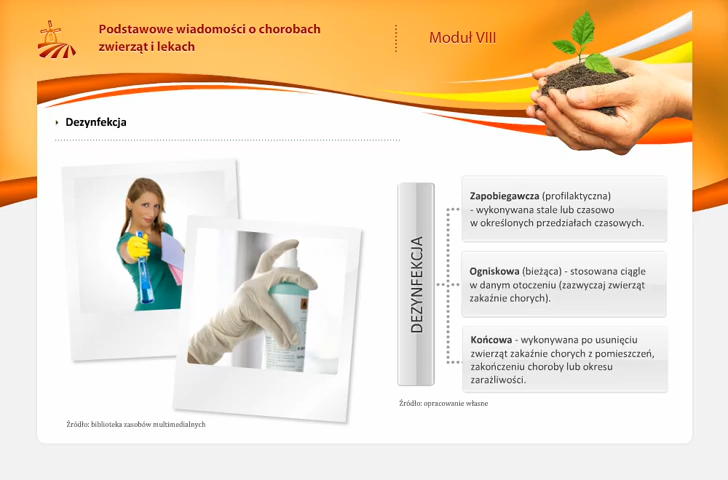 Podstawowe wiadomości o chorobach
zwierząt i lekach
Moduł VIII
Dezynfekcja
DEZYNFEKCJA
Zapobiegawcza (profilaktyczna)
- wykonywana stale lub czasowo
w określonych przedziałach czasowych.
Ogniskowa (bieżąca) - stosowana ciągle
w danym otoczeniu (zazwyczaj zwierząt
zakaźnie chorych).
Końcowa - wykonywana po usunięciu
zwierząt zakaźnie chorych z pomieszczeń,
zakończeniu choroby lub okresu
zaraźliwości.
Źródło: opracowanie własne
Źródło: biblioteka zasobów multimedialnych